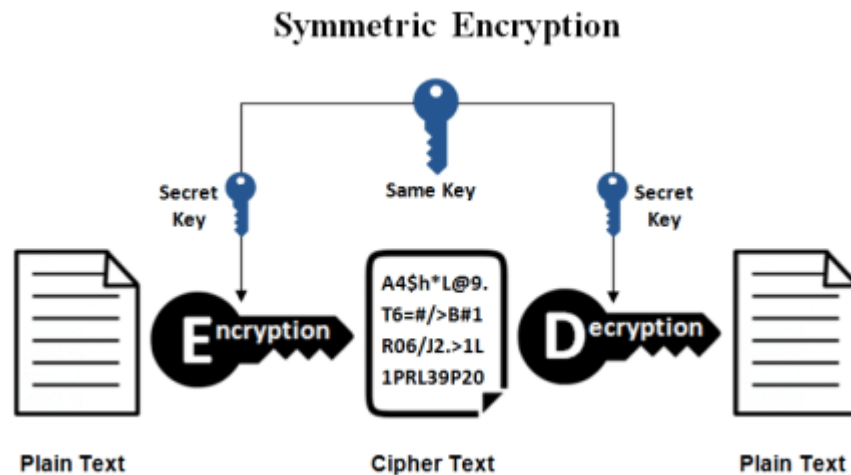 Symmetric Encryption
Same Key
Secret
Key
Secret
Key
Encryption
A4$h*L@9.
T6=#/>B#1
R06/J2.>1L
1PRL39P20
Decryption
Plain Text
Cipher Text
Plain Text